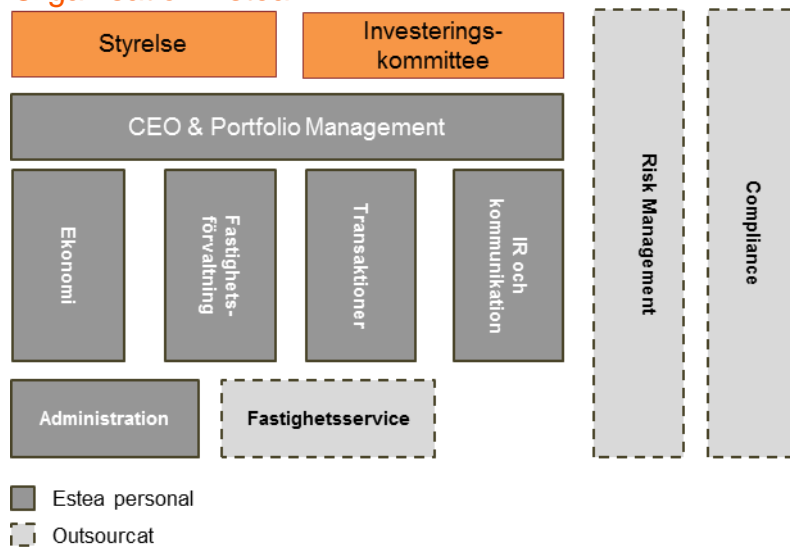 Styrelse
Investerings-
kommittee
CEO & Portfolio Management
Ekonomi
Fastighets-
förvaltning
Transaktioner
IR och
kommunikation
Risk Management
Compliance
Administration
Fastighetsservice
Estea personal
Outsourcat